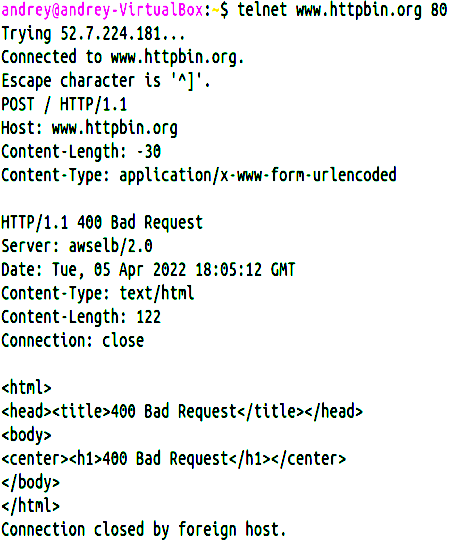 andrey@andrey-VirtualBox:~$ telnet www.httpbin.org 80
Trying 52.7.224.181...
Connected to www.httpbin.org.
Escape character is '^]'.
POST / HTTP/1.1
Host: www.httpbin.org
Content-Length: -30
Content-Type: application/x-www-form-urlencoded

HTTP/1.1 400 Bad Request
Server: awselb/2.0
Date: Tue, 05 Apr 2022 18:05:12 GMT
Content-Type: text/html
Content-Length: 122
Connection: close

<html>
<head><title>400 Bad Request</title></head>
<body>
<center><h1>400 Bad Request</h1></center>
</body>
</html>
Connection closed by foreign host.